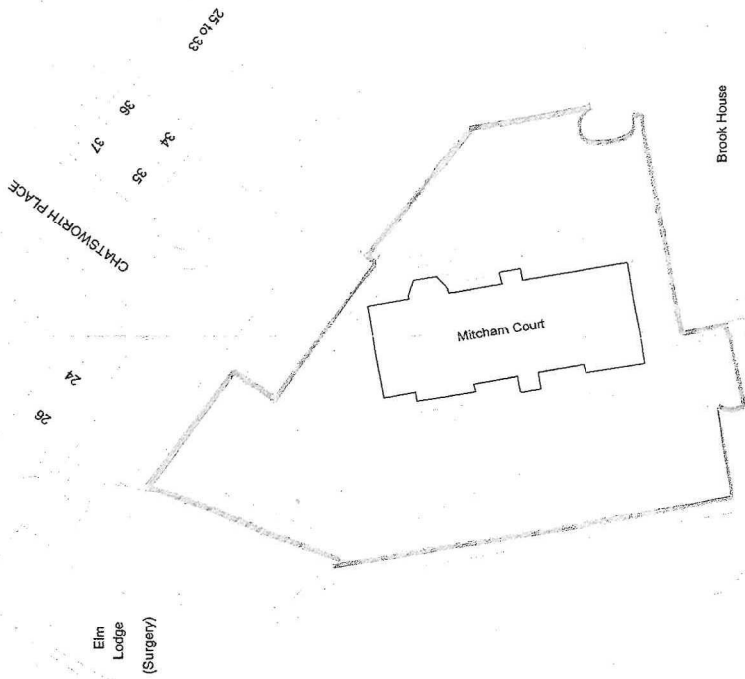 25 to 33
36
37
34
35
CHATSWORTH PLACE
24
26
Mitcham Court
Brook House
Elm
Lodge
(Surgery)